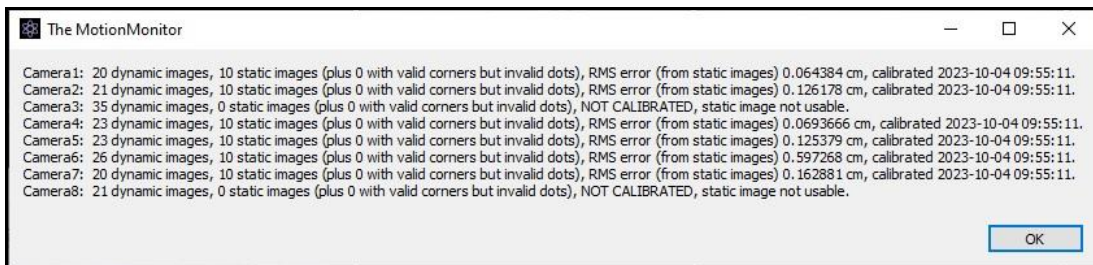 The MotionMonitor
Camera1: 20 dynamic images, 10 static images (plus 0 with valid corners but invalid dots), RMS error (from static images) 0.064384 cm, calibrated 2023-10-04 09:55:11.
Camera2: 21 dynamic images, 10 static images (plus 0 with valid corners but invalid dots), RMS error (from static images) 0.126178 cm, calibrated 2023-10-04 09:55:11.
Camera3: 35 dynamic images, 0 static images (plus 0 with valid corners but invalid dots), NOT CALIBRATED, static image not usable.
Camera4: 23 dynamic images, 10 static images (plus 0 with valid corners but invalid dots), RMS error (from static images) 0.0693666 cm, calibrated 2023-10-04 09:55:11.
Camera5: 23 dynamic images, 10 static images (plus 0 with valid corners but invalid dots), RMS error (from static images) 0.125379 cm, calibrated 2023-10-04 09:55:11.
Camera6: 26 dynamic images, 10 static images (plus 0 with valid corners but invalid dots), RMS error (from static images) 0.597268 cm, calibrated 2023-10-04 09:55:11.
Camera7: 20 dynamic images, 10 static images (plus 0 with valid corners but invalid dots), RMS error (from static images) 0.162881 cm, calibrated 2023-10-04 09:55:11.
Camera8: 21 dynamic images, 0 static images (plus 0 with valid corners but invalid dots), NOT CALIBRATED, static image not usable.
OK